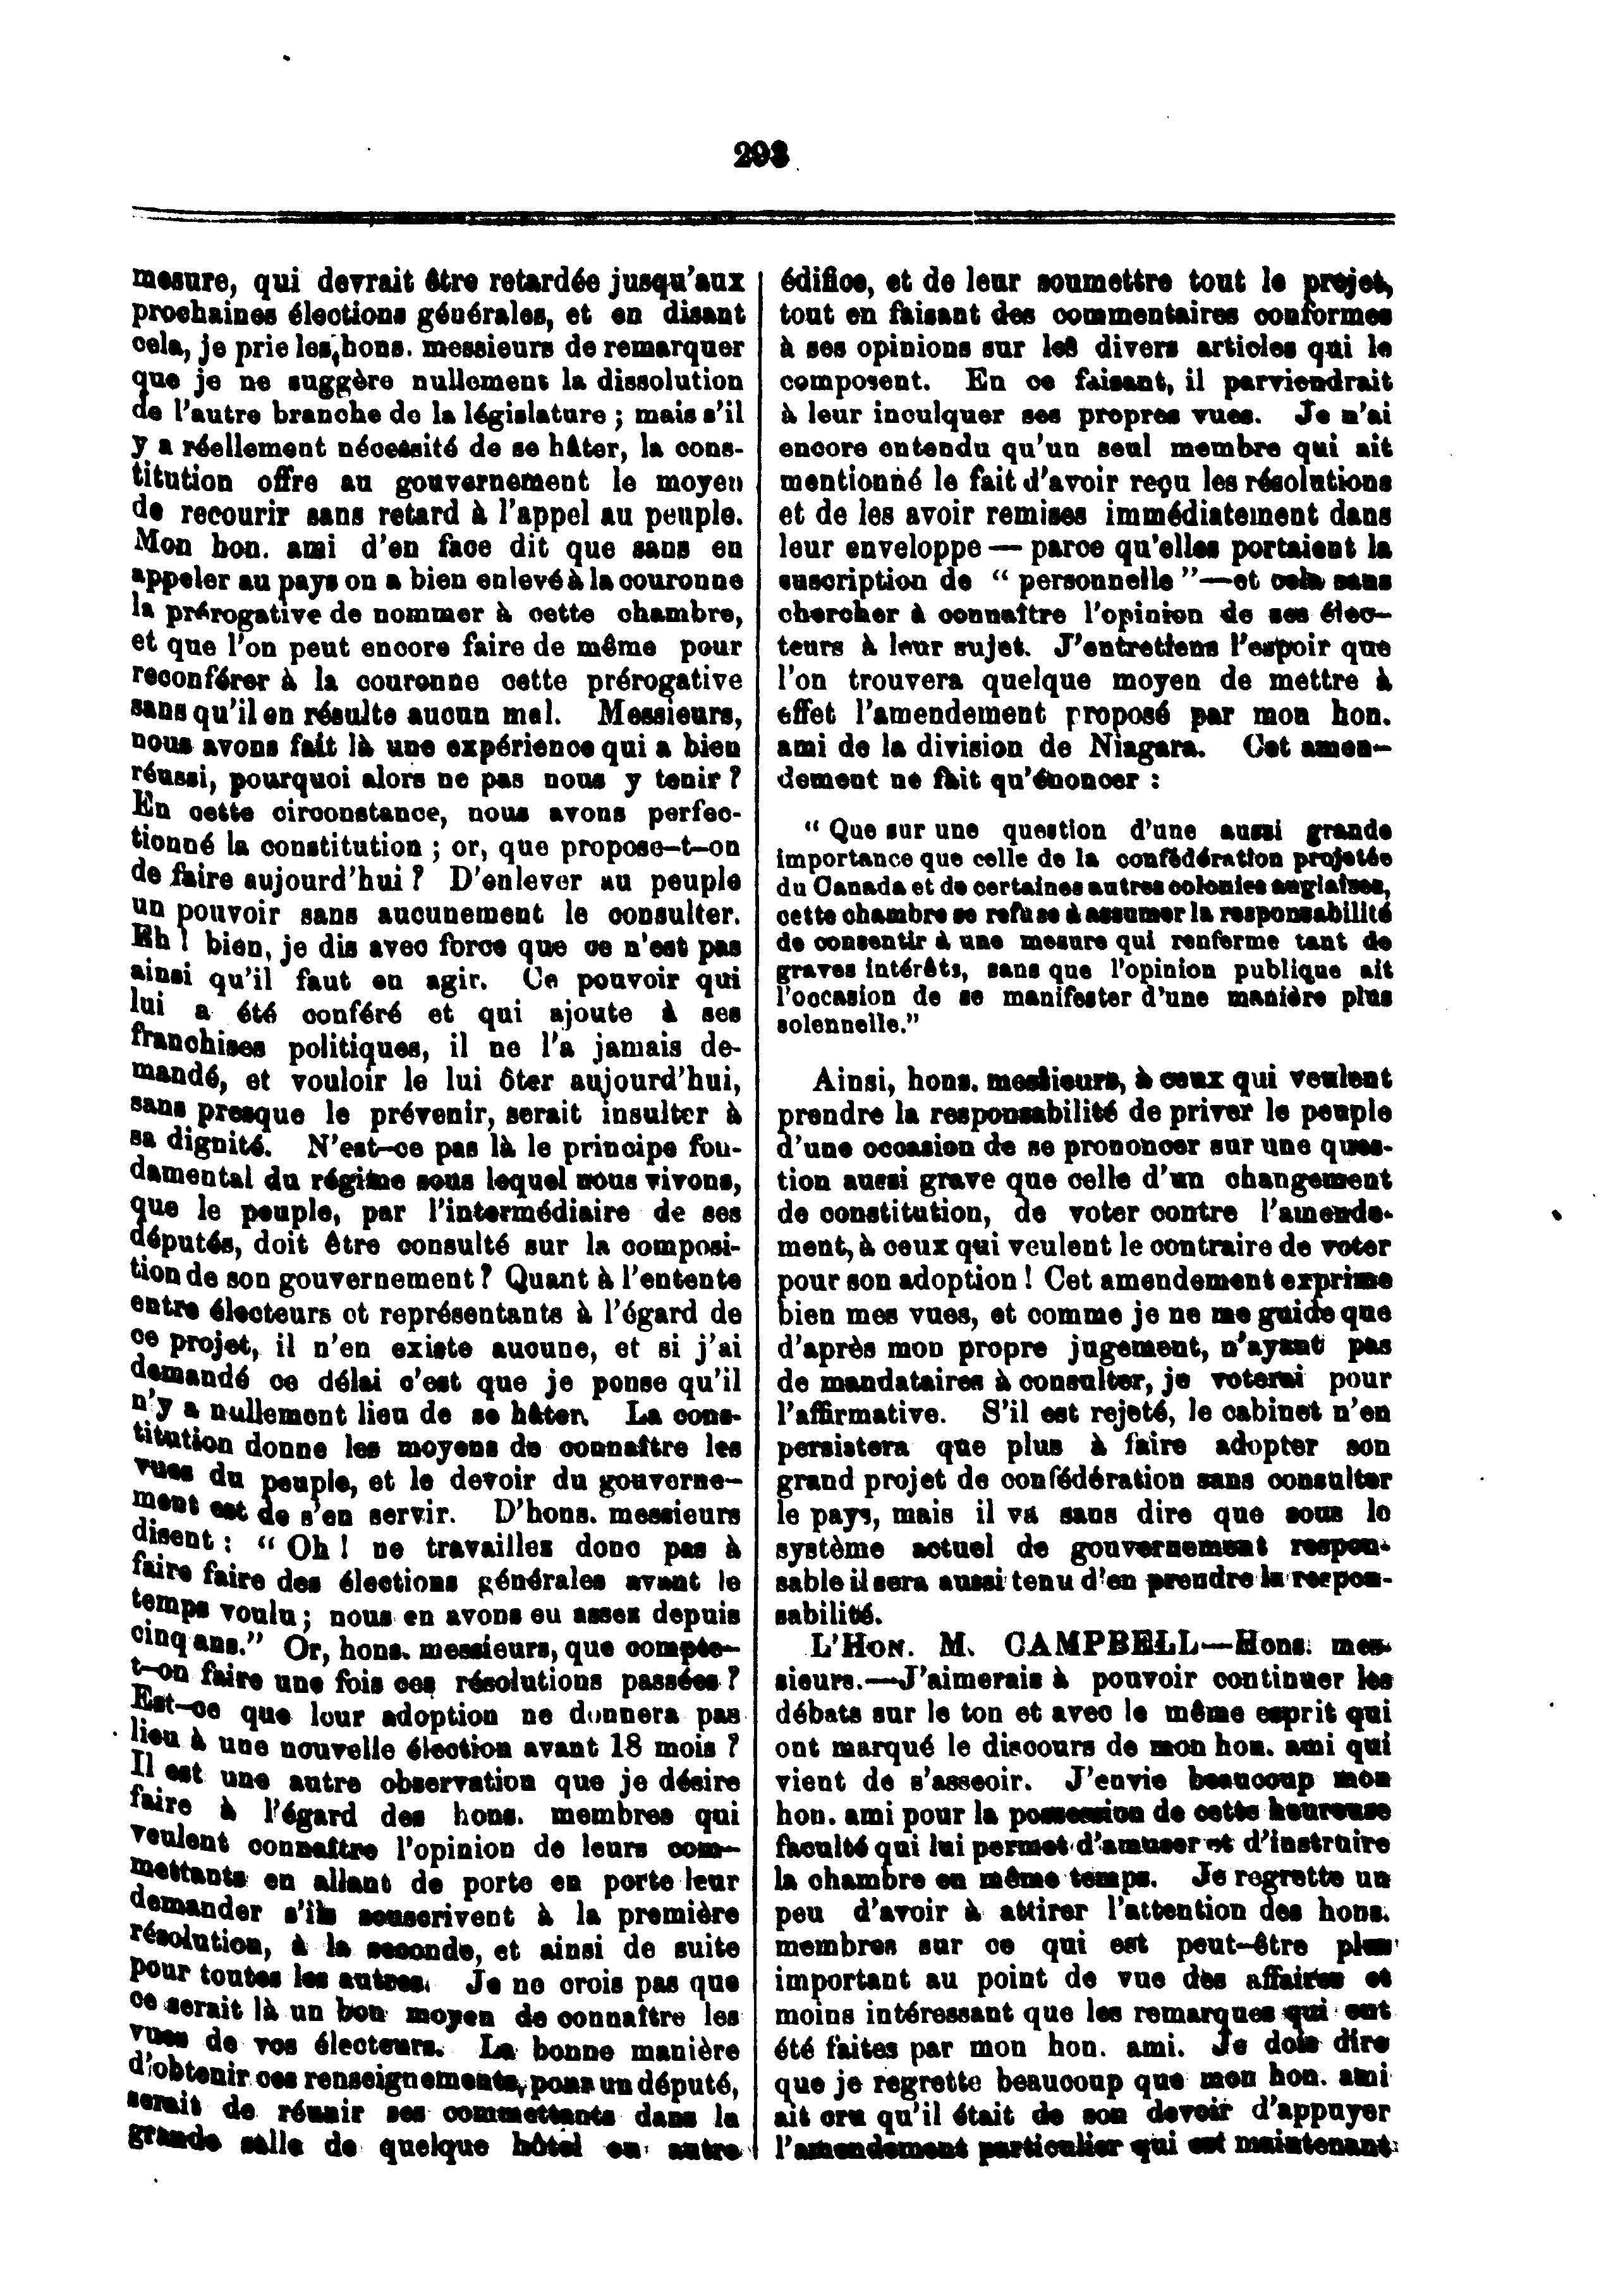 293
mesure, qui devrait être retardée jusqu'aux
prochaines élections générales, et en disant
cela, je prie les hons. messieurs de remarquer
que je ne suggère nullement la dissolution
de l'autre branche de la législature ; mais s'il
y a réellement nécessité de se hâter, la cons-
titution offre au gouvernement le moyen
de recourir sans retard à l'appel au peuple.
Mon hon. ami d'en face dit que sans en
appeler au pays on a bien enlevé à la couronne
la prérogative de nommer à cette chambre,
et que l'on peut encore faire de même pour
reconférer à la couronne cette prérogative
sans qu'il en résulte aucun mal. Messieurs,
nous avons fait là une expérience qui a bien
réussi, pourquoi alors ne pas nous y tenir ?
En cette circonstance, nous avons perfec-
tionné la constitution ; or, que propose-t-on
de faire aujourd'hui ? D'enlever au peuple
un pouvoir sans aucunement le consulter.
Eh ! bien, je dis avec force que ce n'est pas
ainsi qu'il faut en agir. Ce pouvoir qui
lui a été conféré et qui ajoute à ses
franchises politiques, il ne l'a jamais de-
mandé, et vouloir le lui ôter aujourd'hui,
sans presque le prévenir, serait insulter à
sa dignité. N'est-ce pas là le principe fon-
damental du régime sous lequel nous vivons,
que le peuple, par l'intermédiaire de ses
députés, doit être consulté sur la composi-
tion de son gouvernement ? Quant à l'entente
entre électeurs et représentants à l'égard de
ce projet, il n'en existe aucune, et si j'ai
demandé ce délai c'est que je pense qu'il
n'y a nullement lieu de se hâter. La cons-
titution donne les moyens de connaître les
vues du peuple, et le devoir du gouverne-
ment est de s'en servir. D'hons. messieurs
disent : " Oh ! ne travaillez donc pas à
faire faire des élections générales avant le
temps voulu ; nous en avons eu assez depuis
cinq ans." Or, hons. messieurs, que compte-
t-on faire une fois ces résolutions passées ?
Est-ce que leur adoption ne donnera pas
lieu à une nouvelle élection avant 18 mois ?
Il est une autre observation que je désire
faire à l'égard des hons. membres qui
veulent connaître l'opinion de leurs com-
mettants en allant de porte en porte leur
demander s'ils souscrivent à la première
résolution, à la seconde, et ainsi de suite
pour toutes les autres. Je ne crois pas que
ce serait là un bon moyen de connaître les
vues de vos électeurs. La bonne manière
d'obtenir ces renseignements, pour un député,
serait de réunir ses commettants dans la
grande salle de quelque hôtel ou autre
édifice, et de leur soumettre tout le projet,
tout en faisant des commentaires conformes
à ses opinions sur les divers articles qui le
composent. En ce faisant, il parviendrait
à leur inculquer ses propres vues. Je n'ai
encore entendu qu'un seul membre qui ait
mentionné le fait d'avoir reçu les résolutions
et de les avoir remises immédiatement dans
leur enveloppe — parce qu'elles portaient la
suscription de " personnelle "—et cela sans
chercher à connaître l'opinion de ses élec-
teurs à leur sujet. J'entretiens l'espoir que
l'on trouvera quelque moyen de mettre à
effet l'amendement proposé par mon hon.
ami de la division de Niagara. Cet amen-
dement ne fait qu'énoncer :
" Que sur une question d'une aussi grande
importance que celle de la confédération projetée
du Canada et de certaines autres colonies anglaises,
cette chambre se refuse à assumer la responsabilité
de consentir à une mesure qui renferme tant de
graves intérêts, sans que l'opinion publique ait
l'occasion de se manifester d'une manière plus
solennelle."
Ainsi, hons. messieurs, à ceux qui veulent
prendre la responsabilité de priver le peuple
d'une occasion de se prononcer sur une ques-
tion aussi grave que celle d'un changement
de constitution, de voter contre l'amende-
ment, à ceux qui veulent le contraire de voter
pour son adoption ! Cet amendement exprime
bien mes vues, et comme je ne me guide que
d'après mon propre jugement, n'ayant pas
de mandataires à consulter, je voterai pour
l'affirmative. S'il est rejeté, le cabinet n'en
persistera que plus à faire adopter son
grand projet de confédération sans consulter
le pays, mais il va sans dire que sous le
système actuel de gouvernement respon-
sable il sera aussi tenu d'en prendre la respon-
sabilité.
L'HON. M. CAMPBELL—Hons. mes-
sieurs.—J'aimerais à pouvoir continuer les
débats sur le ton et avec le même esprit qui
ont marqué le discours de mon hon. ami qui
vient de s'asseoir. J'envie beaucoup mon
hon. ami pour la possession de cette heureuse
faculté qui lui permet d'amuser et d'instruire
la chambre en même temps. Je regrette un
peu d'avoir à attirer l'attention des hons.
membres sur ce qui est peut-être plus
important au point de vue des affaires et
moins intéressant que les remarques qui ont
été faites par mon hon. ami. Je dois dire
que je regrette beaucoup que mon hon. ami
ait cru qu'il était de son devoir d'appuyer
l'amendement particulier qui est maintenant